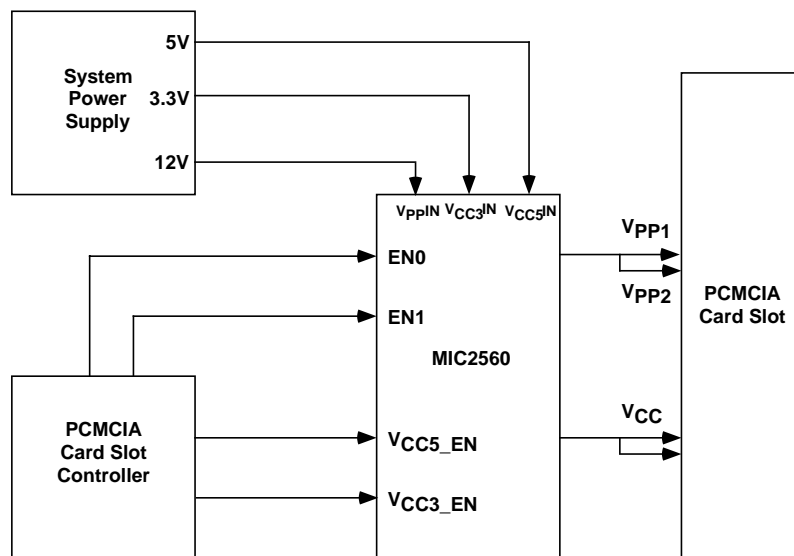 System
Power
Supply
5V
3.3V
12V
VPPIN VCC3IN VCC5IN
EN0
EN1
MIC2560
VCC5_EN
VCC3_EN
PCMCIA
Card Slot
Controller
VPP1
VPP2
VCC
PCMCIA
Card Slot